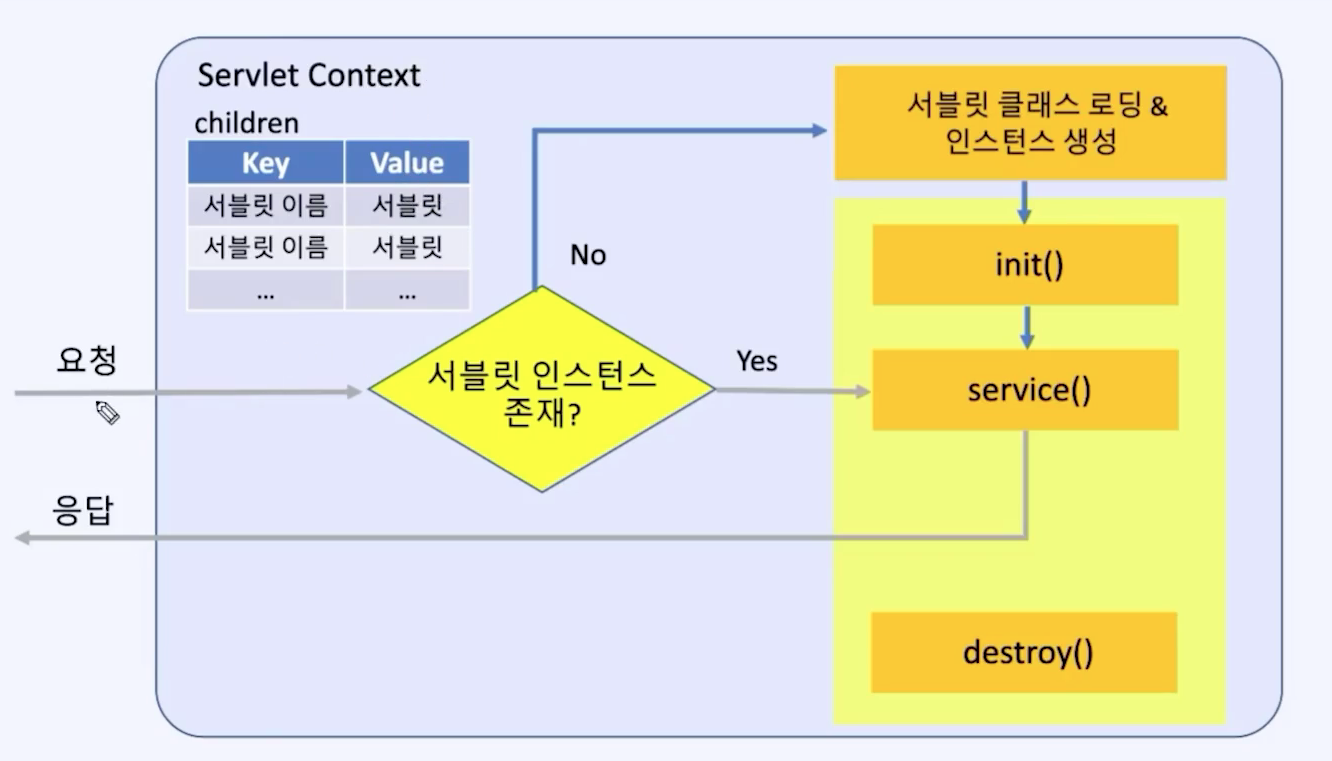 Servlet Context
children
Key Value
서블릿 이름 서블릿
서블릿 이름 서블릿
... ...
서블릿 클래스 로딩 &
인스턴스 생성
No
init()
요청
서블릿 인스턴스
존재?
Yes
service()
응답
destroy()